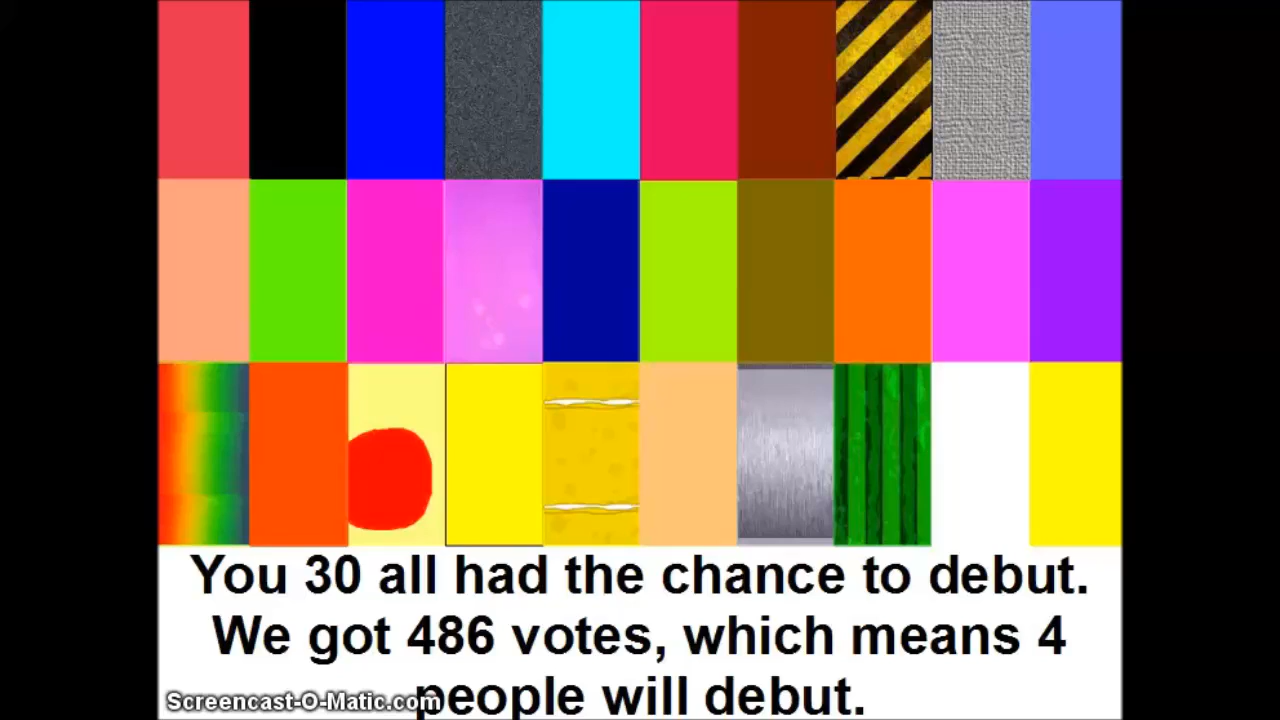 You 30 all had the chance to debut.
We got 486 votes, which means 4
people will debut.
Screencast-O-Matic.com